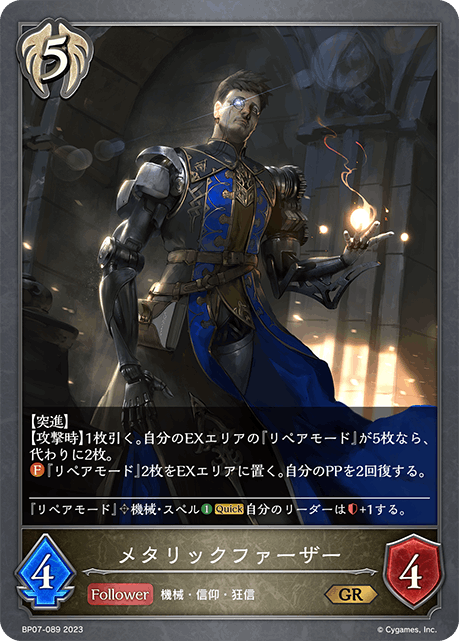 5
【突進】
【攻撃時】1枚引く。自分のEXエリアの『リペアモード』が5枚なら、
代わりに2枚。
F 『リペアモード』2枚をEXエリアに置く。自分のPPを2回復する。
『リペアモード』機械・スペル 1 Quick 自分のリーダーは+1する。
メタリックファーザー
4
Follower 機械・信仰・狂信 GR
4
BP07-089 2023 © Cygames, Inc.